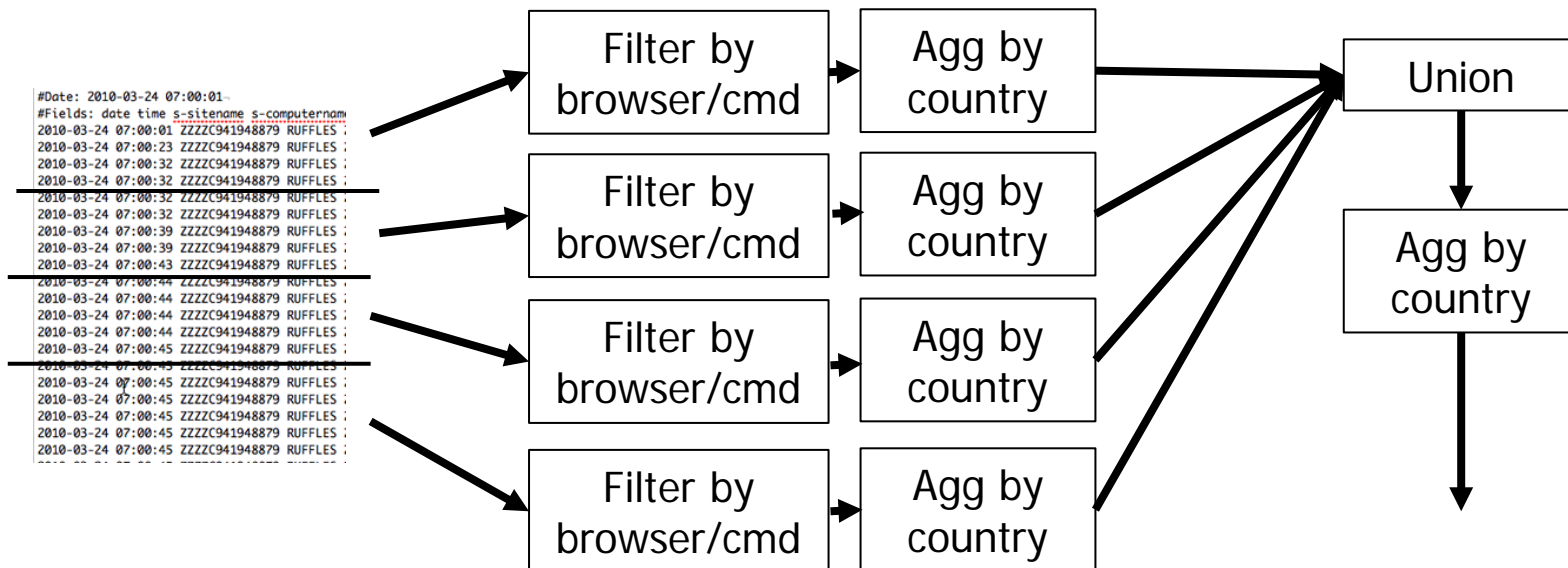 #Date: 2010-03-24 07:00:01¬
#Fields: date time s-sitename s-computername
2010-03-24 07:00:01 ZZZZC941948879 RUFFLES
2010-03-24 07:00:23 ZZZZC941948879 RUFFLES
2010-03-24 07:00:32 ZZZZC941948879 RUFFLES
2010-03-24 07:00:32 ZZZZC941948879 RUFFLES
2010-03-24 07:00:32 ZZZZC941948879 RUFFLES
2010-03-24 07:00:32 ZZZZC941948879 RUFFLES
2010-03-24 07:00:39 ZZZZC941948879 RUFFLES
2010-03-24 07:00:39 ZZZZC941948879 RUFFLES
2010-03-24 07:00:43 ZZZZC941948879 RUFFLES
2010-03-24 07:00:44 ZZZZC941948879 RUFFLES
2010-03-24 07:00:44 ZZZZC941948879 RUFFLES
2010-03-24 07:00:44 ZZZZC941948879 RUFFLES
2010-03-24 07:00:44 ZZZZC941948879 RUFFLES
2010-03-24 07:00:45 ZZZZC941948879 RUFFLES
2010-03-24 07:00:45 ZZZZC941948879 RUFFLES
2010-03-24 07:00:45 ZZZZC941948879 RUFFLES
2010-03-24 07:00:45 ZZZZC941948879 RUFFLES
2010-03-24 07:00:45 ZZZZC941948879 RUFFLES
2010-03-24 07:00:45 ZZZZC941948879 RUFFLES
2010-03-24 07:00:45 ZZZZC941948879 RUFFLES
Filter by
browser/cmd
Agg by
country
Filter by
browser/cmd
Agg by
country
Filter by
browser/cmd
Agg by
country
Filter by
browser/cmd
Agg by
country
Union
Agg by
country